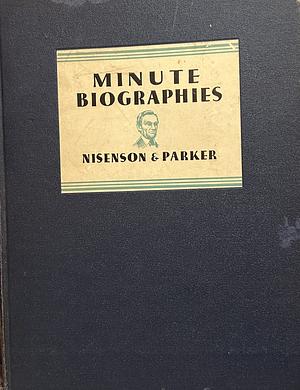 MINUTE
BIOGRAPHIES
NISENSON & PARKER